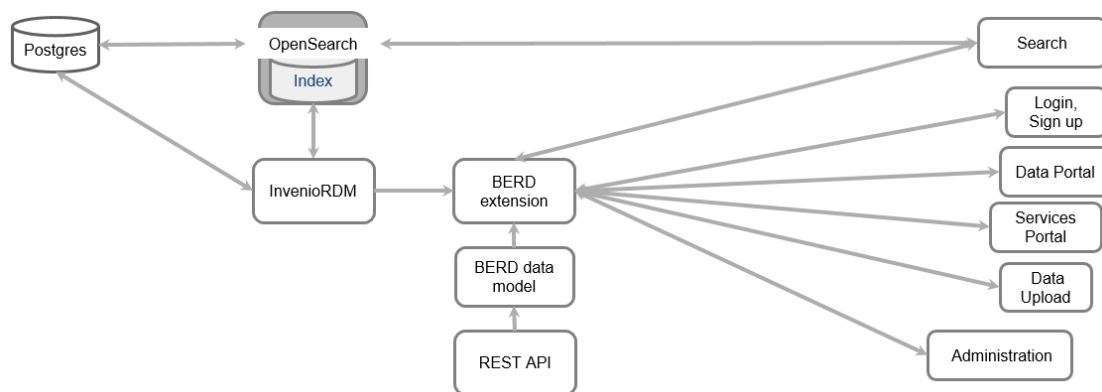 Postgres
OpenSearch
Index
Search
Login,
Sign up
InvenioRDM
BERD
extension
Data Portal
Services
Portal
BERD data
model
Data
Upload
REST API
Administration